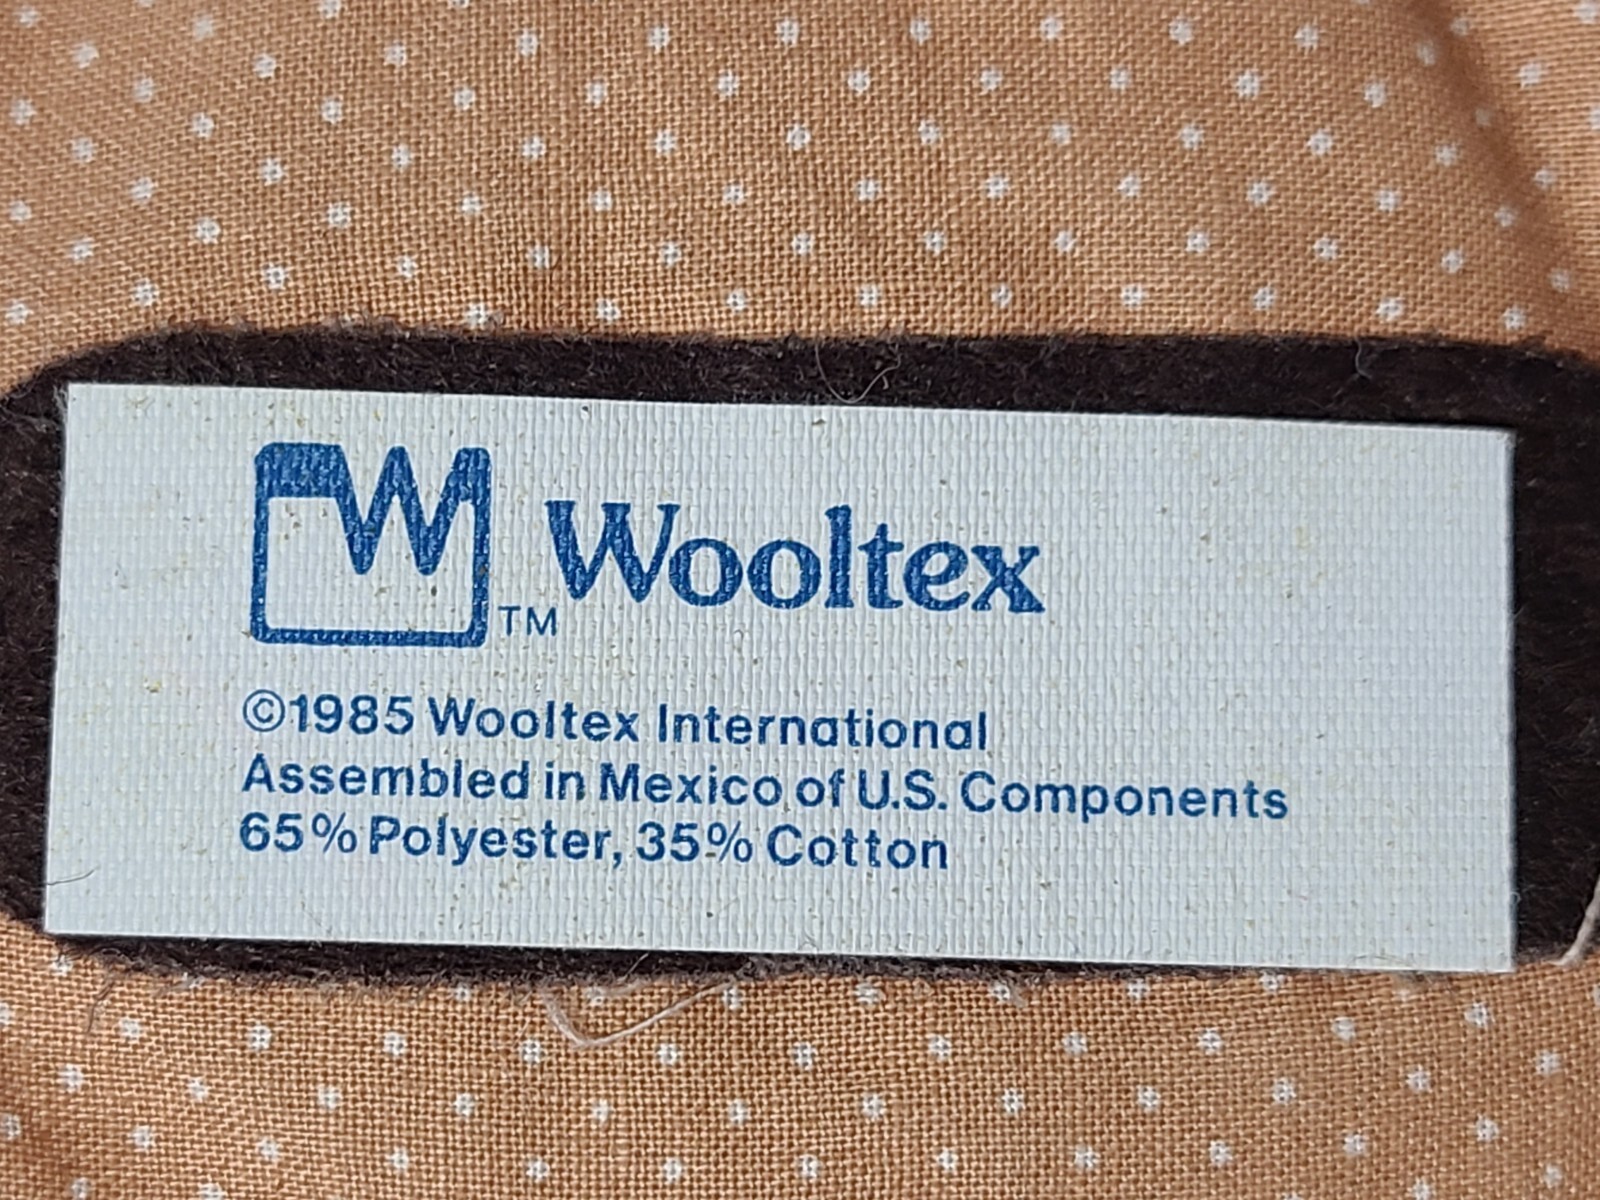 W ™ Wooltex
©1985 Wooltex International
Assembled in Mexico of U.S. Components
65% Polyester, 35% Cotton